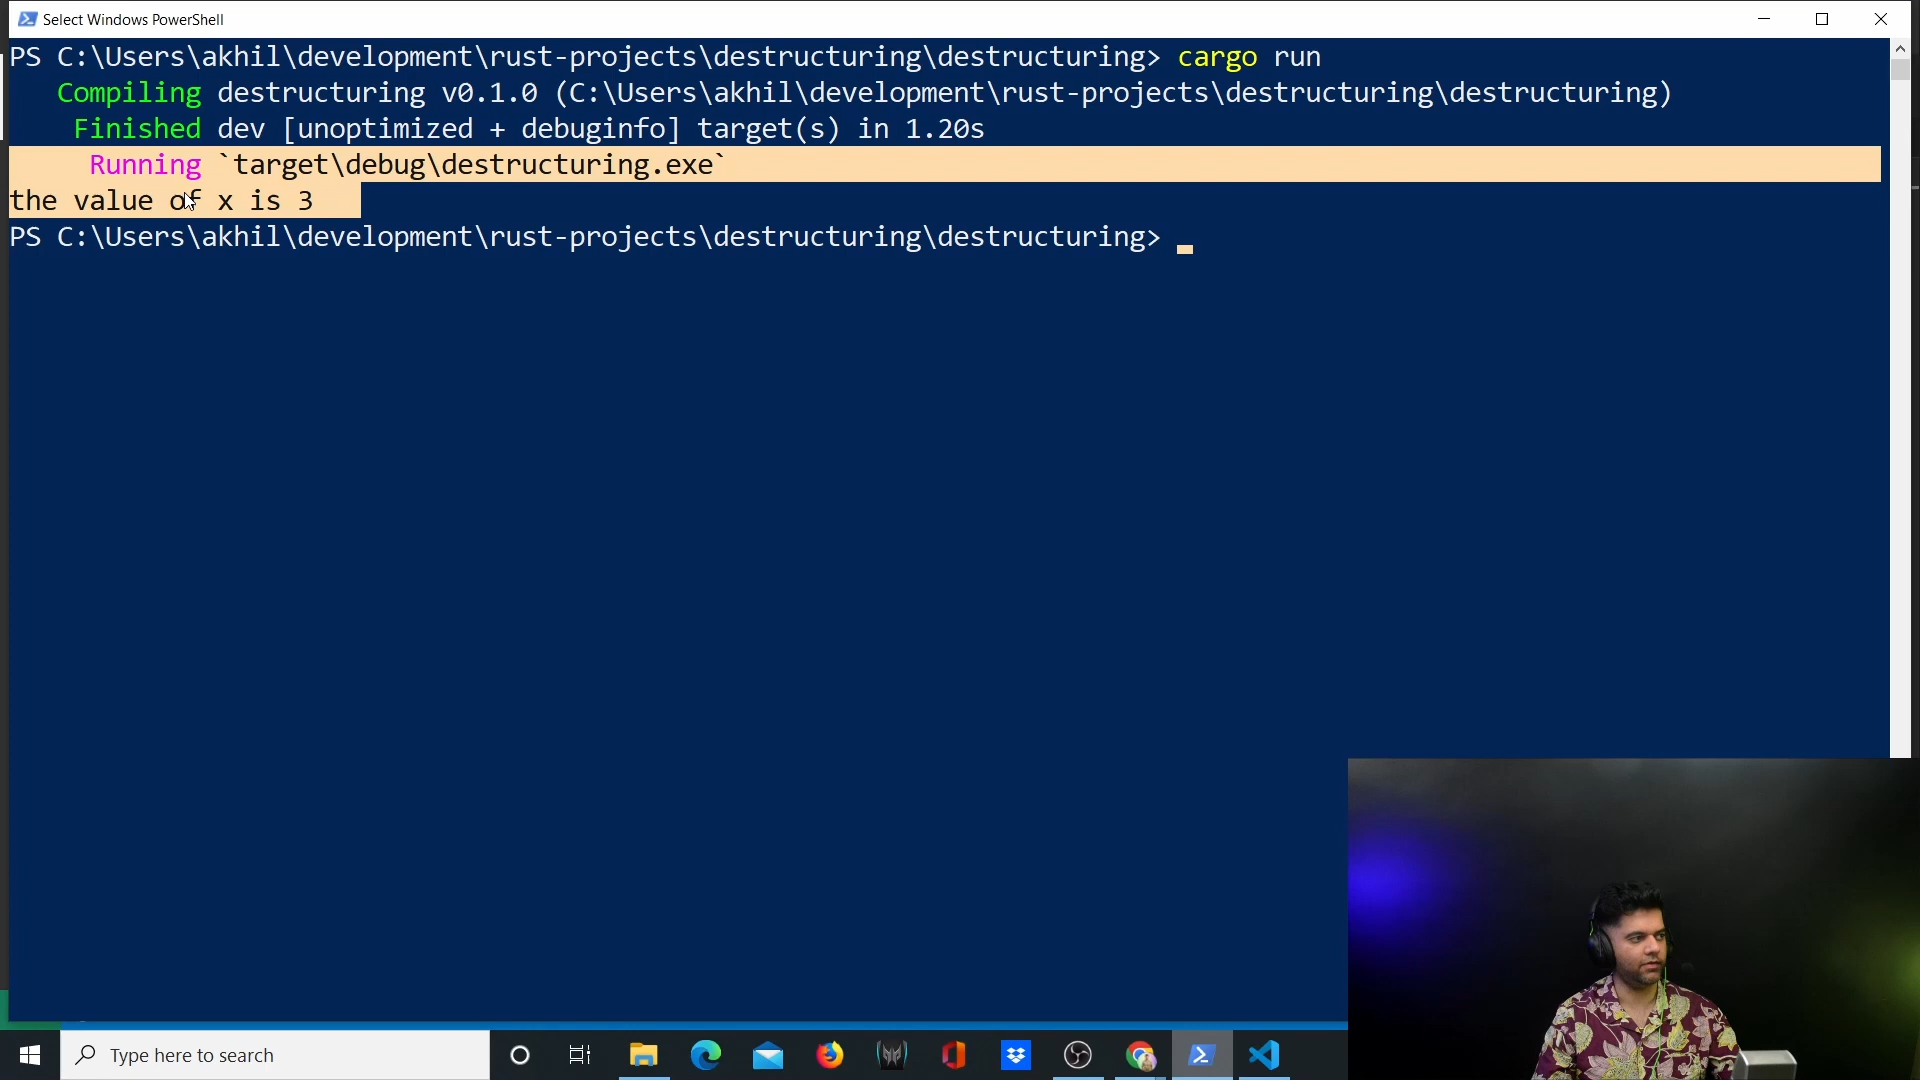 Select Windows PowerShell
PS C:\Users\akhil\development\rust-projects\destructuring\destructuring> cargo run
Compiling destructuring v0.1.0 (C:\Users\akhil\development\rust-projects\destructuring\destructuring)
Finished dev [unoptimized + debuginfo] target(s) in 1.20s
Running `target\debug\destructuring.exe`
the value of x is 3
PS C:\Users\akhil\development\rust-projects\destructuring\destructuring>
Type here to search